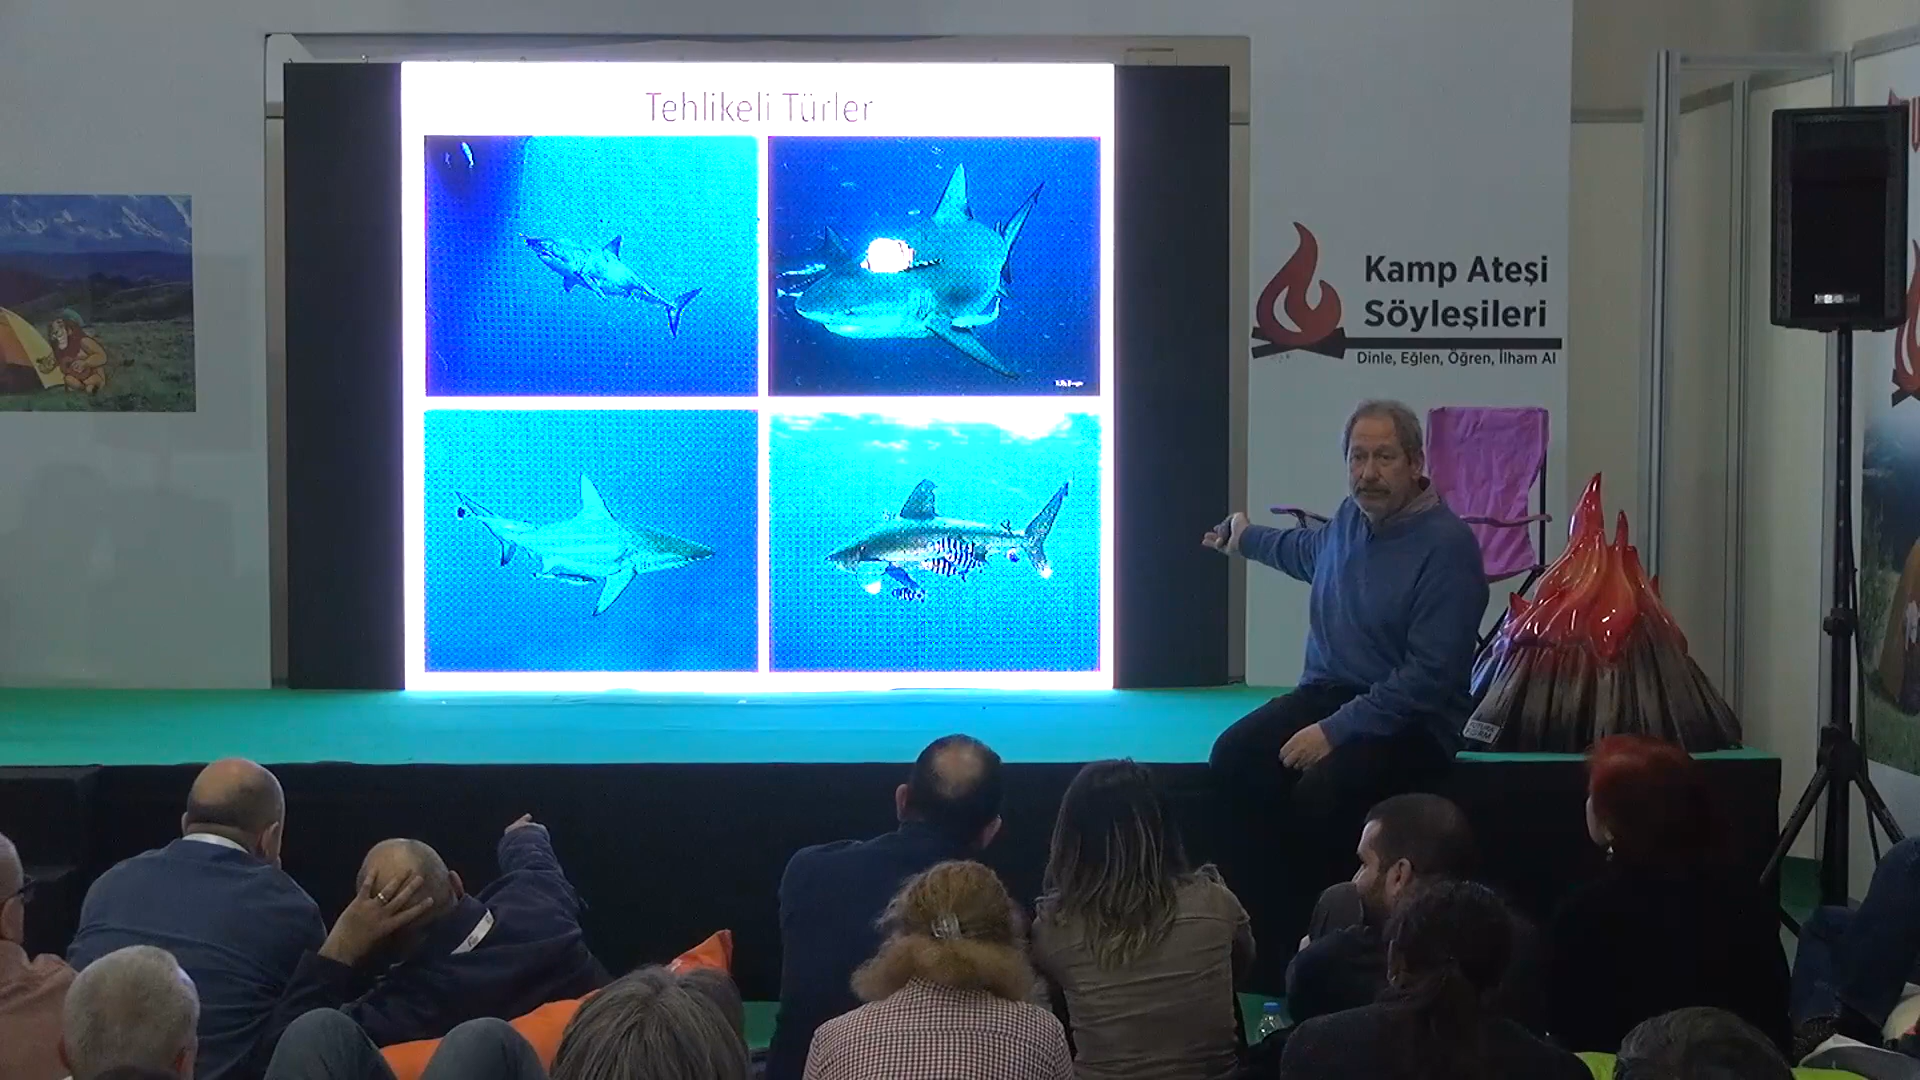 Tehlikeli Türler
Kamp Ateşi
Söyleşileri
Dinle, Eğlen, Öğren, İlham Al